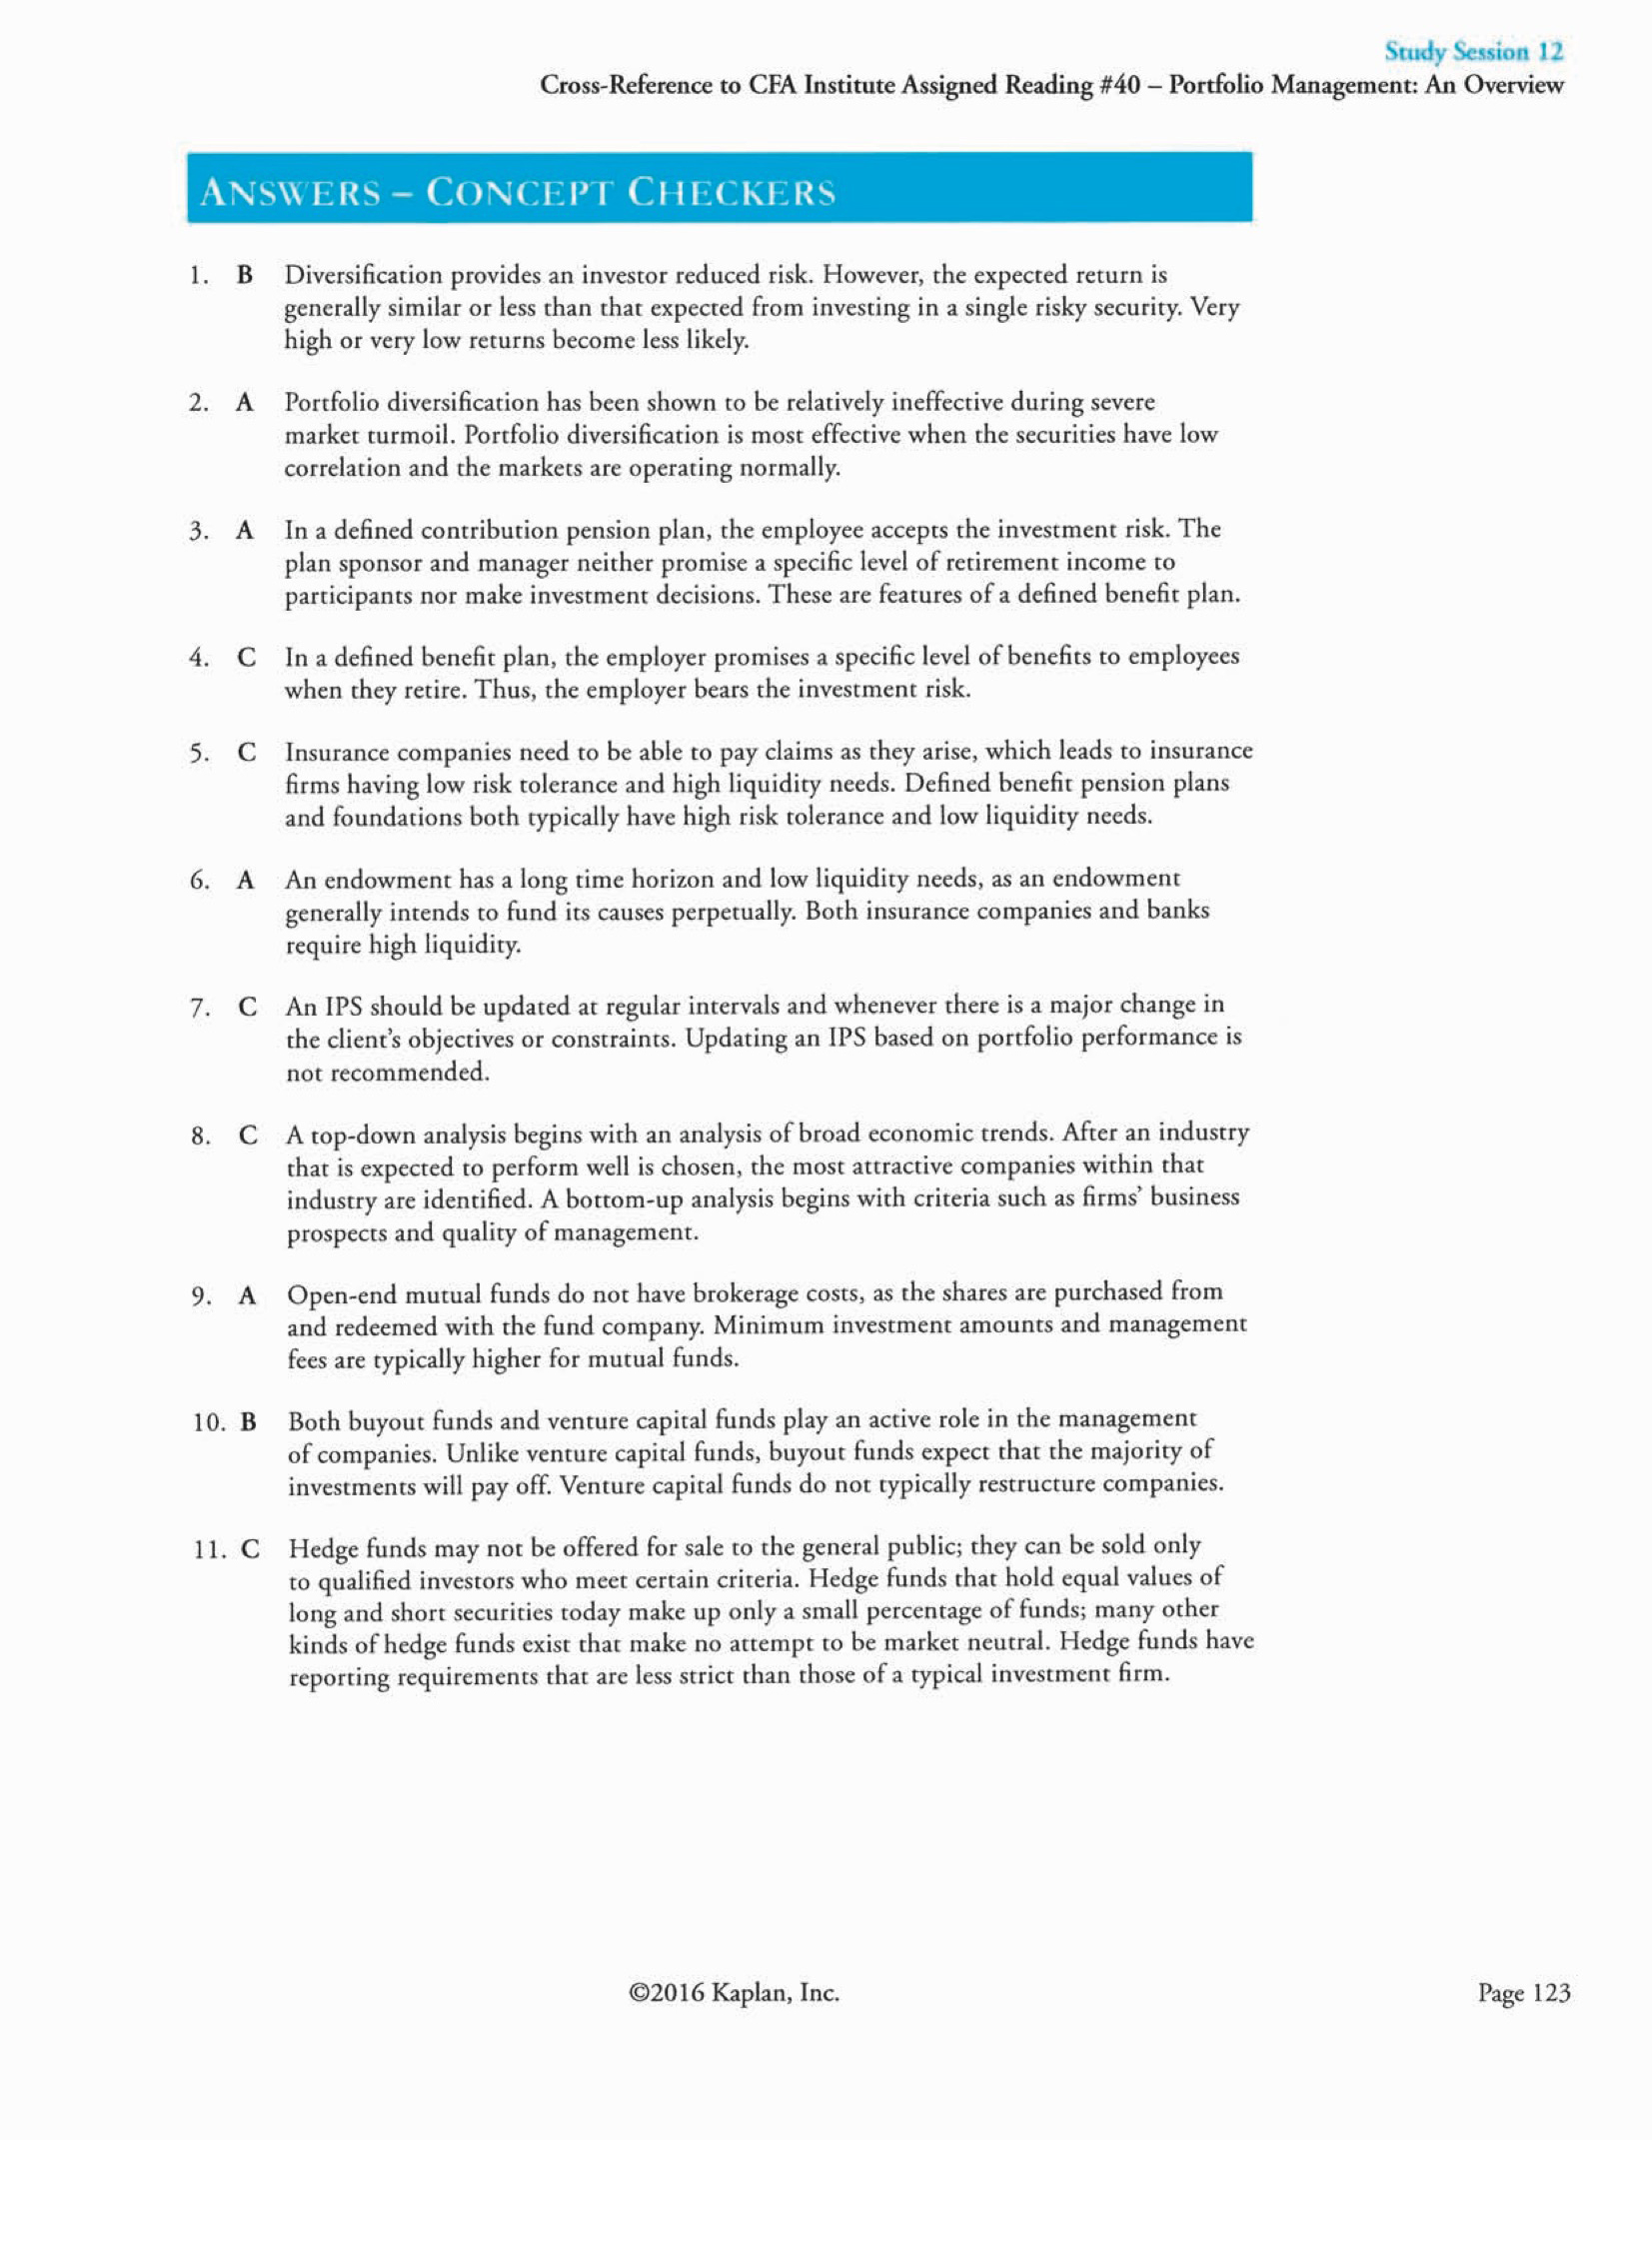 Study Session 12
Cross-Reference to CFA Institute Assigned Reading #40 – Portfolio Management: An Overview
ANSWERS – CONCEPT CHECKERS
1. B Diversification provides an investor reduced risk. However, the expected return is
generally similar or less than that expected from investing in a single risky security. Very
high or very low returns become less likely.
2. A Portfolio diversification has been shown to be relatively ineffective during severe
market turmoil. Portfolio diversification is most effective when the securities have low
correlation and the markets are operating normally.
3. A In a defined contribution pension plan, the employee accepts the investment risk. The
plan sponsor and manager neither promise a specific level of retirement income to
participants nor make investment decisions. These are features of a defined benefit plan.
4. C In a defined benefit plan, the employer promises a specific level of benefits to employees
when they retire. Thus, the employer bears the investment risk.
5. C Insurance companies need to be able to pay claims as they arise, which leads to insurance
firms having low risk tolerance and high liquidity needs. Defined benefit pension plans
and foundations both typically have high risk tolerance and low liquidity needs.
6. A An endowment has a long time horizon and low liquidity needs, as an endowment
generally intends to fund its causes perpetually. Both insurance companies and banks
require high liquidity.
7. C An IPS should be updated at regular intervals and whenever there is a major change in
the client's objectives or constraints. Updating an IPS based on portfolio performance is
not recommended.
8. C A top-down analysis begins with an analysis of broad economic trends. After an industry
that is expected to perform well is chosen, the most attractive companies within that
industry are identified. A bottom-up analysis begins with criteria such as firms' business
prospects and quality of management.
9. A Open-end mutual funds do not have brokerage costs, as the shares are purchased from
and redeemed with the fund company. Minimum investment amounts and management
fees are typically higher for mutual funds.
10. B Both buyout funds and venture capital funds play an active role in the management
of companies. Unlike venture capital funds, buyout funds expect that the majority of
investments will pay off. Venture capital funds do not typically restructure companies.
11. C Hedge funds may not be offered for sale to the general public; they can be sold only
to qualified investors who meet certain criteria. Hedge funds that hold equal values of
long and short securities today make up only a small percentage of funds; many other
kinds of hedge funds exist that make no attempt to be market neutral. Hedge funds have
reporting requirements that are less strict than those of a typical investment firm.
©2016 Kaplan, Inc.
Page 123